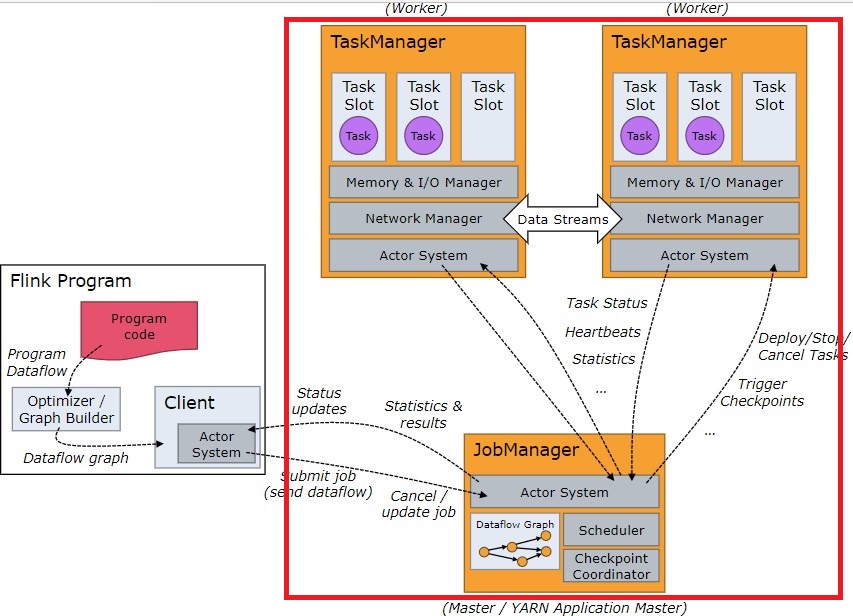 (Worker)
(Worker)
TaskManager
Task
Slot
Task
Task
Slot
Task
Task
Slot
Memory & I/O Manager
Network Manager
Actor System
TaskManager
Task
Slot
Task
Task
Slot
Task
Task
Slot
Memory & I/O Manager
Network Manager
Actor System
Data Streams
Flink Program
Program
code
Program
Dataflow
Optimizer /
Graph Builder
Dataflow graph
Client
Actor
System
Task Status
Heartbeats
Statistics
...
Deploy/Stop/
Cancel Tasks
Trigger
Checkpoints
...
Status
updates
Statistics &
results
Submit job
(send dataflow)
Cancel /
update job
JobManager
Actor System
Dataflow Graph
Scheduler
Checkpoint
Coordinator
(Master / YARN Application Master)